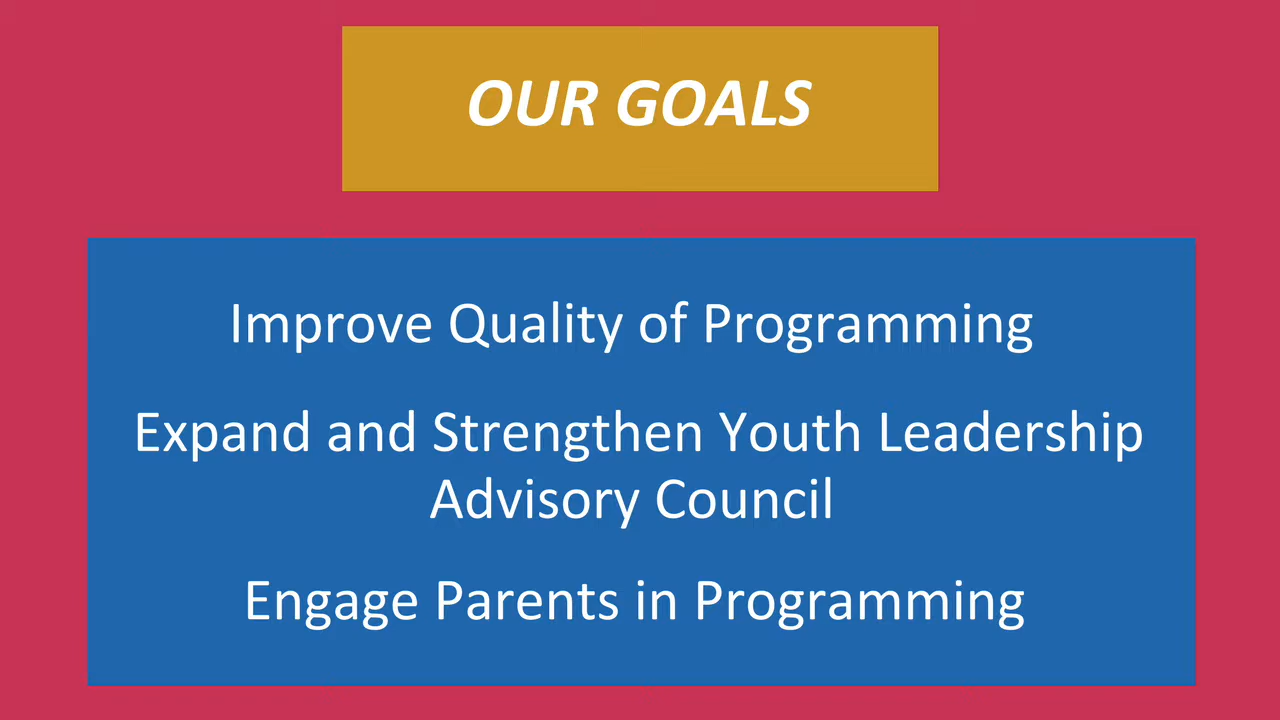 OUR GOALS
Improve Quality of Programming
Expand and Strengthen Youth Leadership
Advisory Council
Engage Parents in Programming